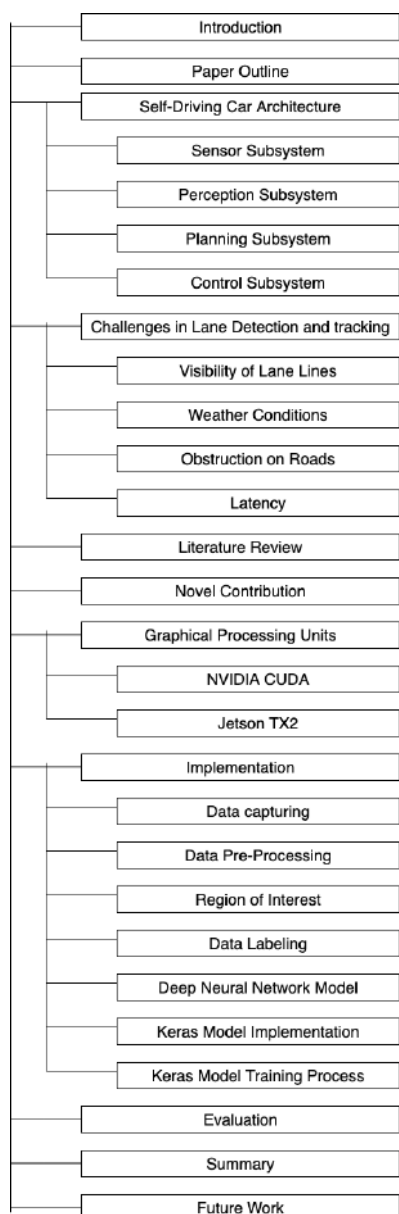 Introduction
Paper Outline
Self-Driving Car Architecture
Sensor Subsystem
Perception Subsystem
Planning Subsystem
Control Subsystem
Challenges in Lane Detection and tracking
Visibility of Lane Lines
Weather Conditions
Obstruction on Roads
Latency
Literature Review
Novel Contribution
Graphical Processing Units
NVIDIA CUDA
Jetson TX2
Implementation
Data capturing
Data Pre-Processing
Region of Interest
Data Labeling
Deep Neural Network Model
Keras Model Implementation
Keras Model Training Process
Evaluation
Summary
Future Work